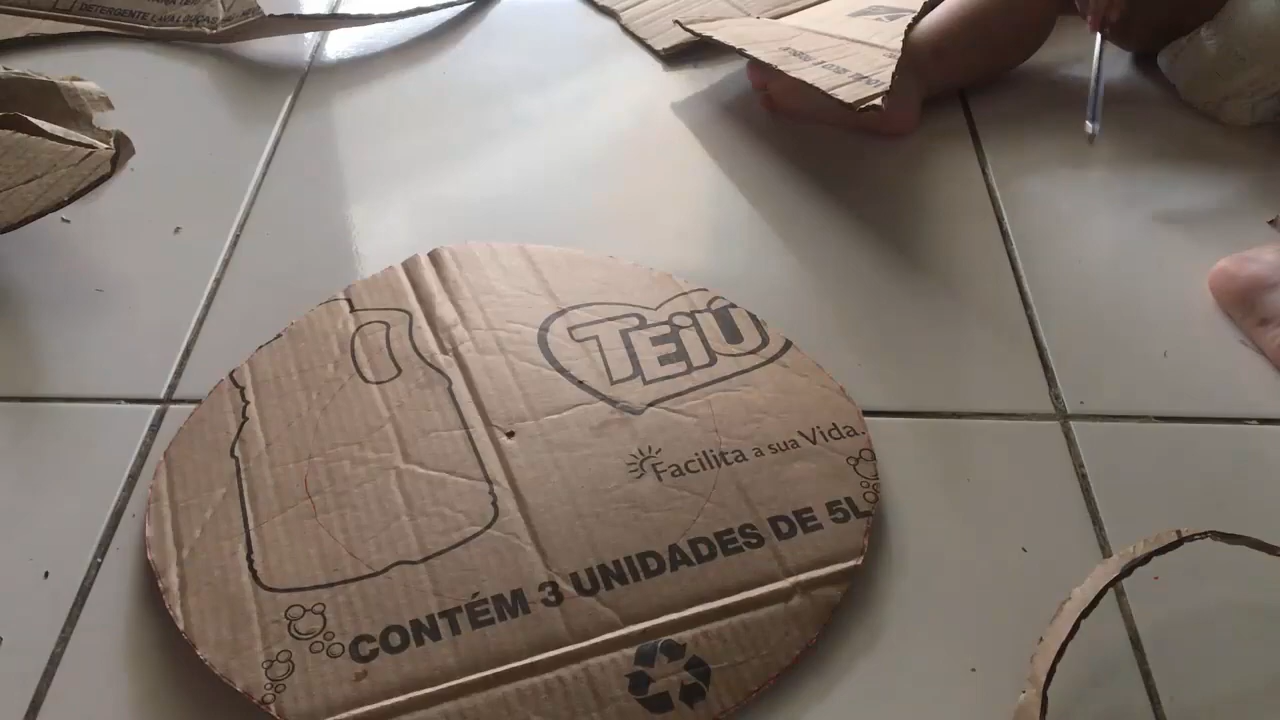 DETERGENTE LAVA LOUÇAS
TEIÚ
Facilita a sua Vida.
CONTÉM 3 UNIDADES DE 5L